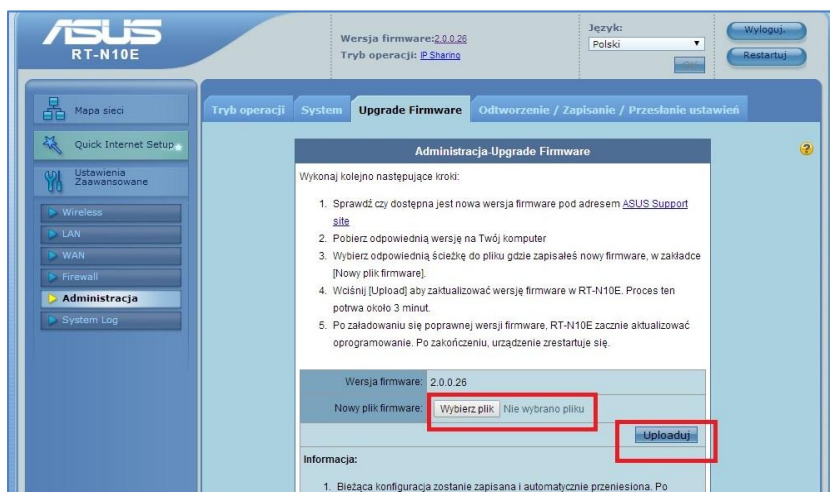 ASUS
RT-N10E
Wersja firmware:2.0.0.26
Tryb operacji: IP Sharing
Język:
Polski
OK
Wyloguj.
Restartuj
Mapa sieci
Quick Internet Setup
Ustawienia
Zaawansowane
Wireless
LAN
WAN
Firewall
Administracja
System Log
Tryb operacji System Upgrade Firmware Odtworzenie / Zapisanie / Przesłanie ustawień
Administracja-Upgrade Firmware
Wykonaj kolejno następujące kroki:
1. Sprawdź czy dostępna jest nowa wersja firmware pod adresem ASUS Support
site
2. Pobierz odpowiednią wersję na Twój komputer
3. Wybierz odpowiednią ścieżkę do pliku gdzie zapisałeś nowy firmware, w zakładce
[Nowy plik firmware].
4. Wciśnij [Upload] aby zaktualizować wersję firmware w RT-N10E. Proces ten
potrwa około 3 minut.
5. Po załadowaniu się poprawnej wersji firmware, RT-N10E zacznie aktualizować
oprogramowanie. Po zakończeniu, urządzenie zrestartuje się.
Wersja firmware: 2.0.0.26
Nowy plik firmware: Wybierz plik Nie wybrano pliku
Uploaduj
Informacja:
1. Bieżąca konfiguracja zostanie zapisana i automatycznie przeniesiona. Po